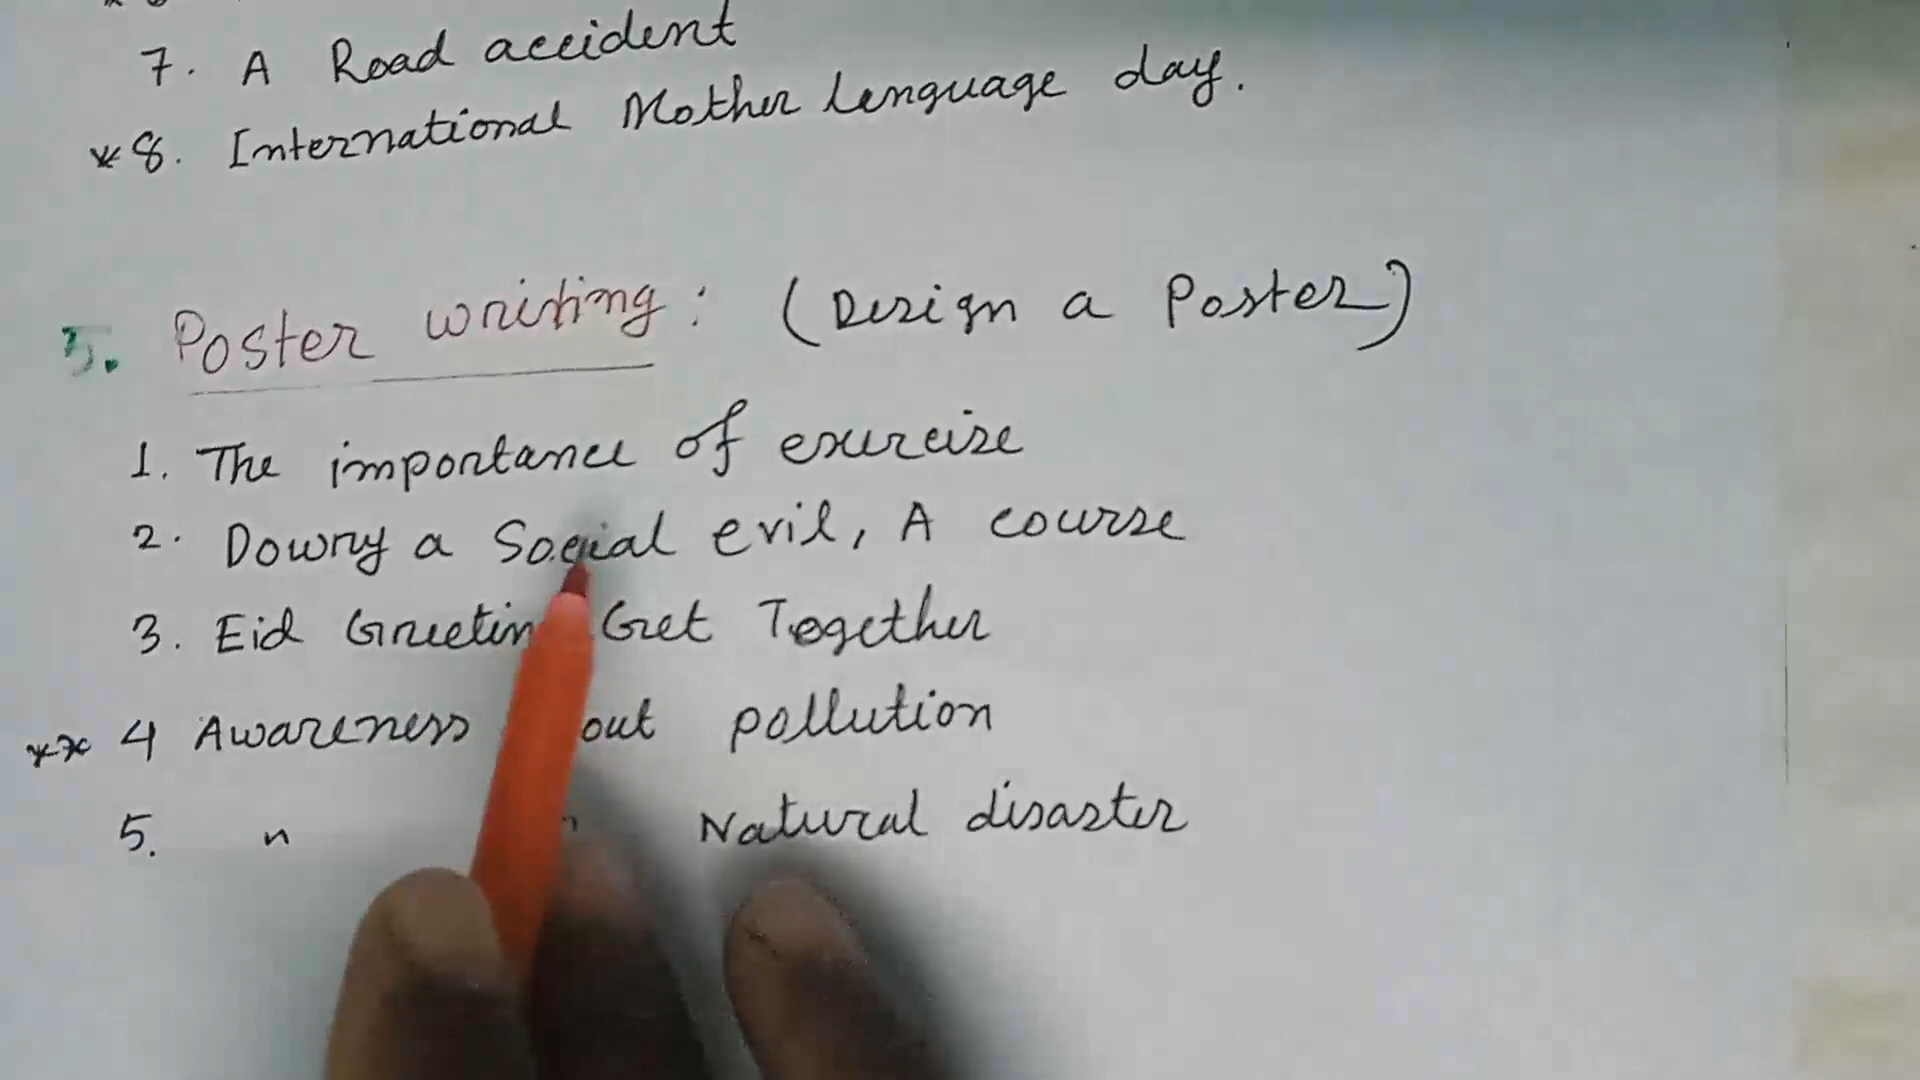 7. A Road accident
*8. International Mother lenguage day.
5. Poster writing: (Design a Poster)
1. The importance of exercise
2. Dowry a Social evil, A course
3. Eid Greetin Get Together
** 4 Awareness out pollution
5. " " Natural disaster